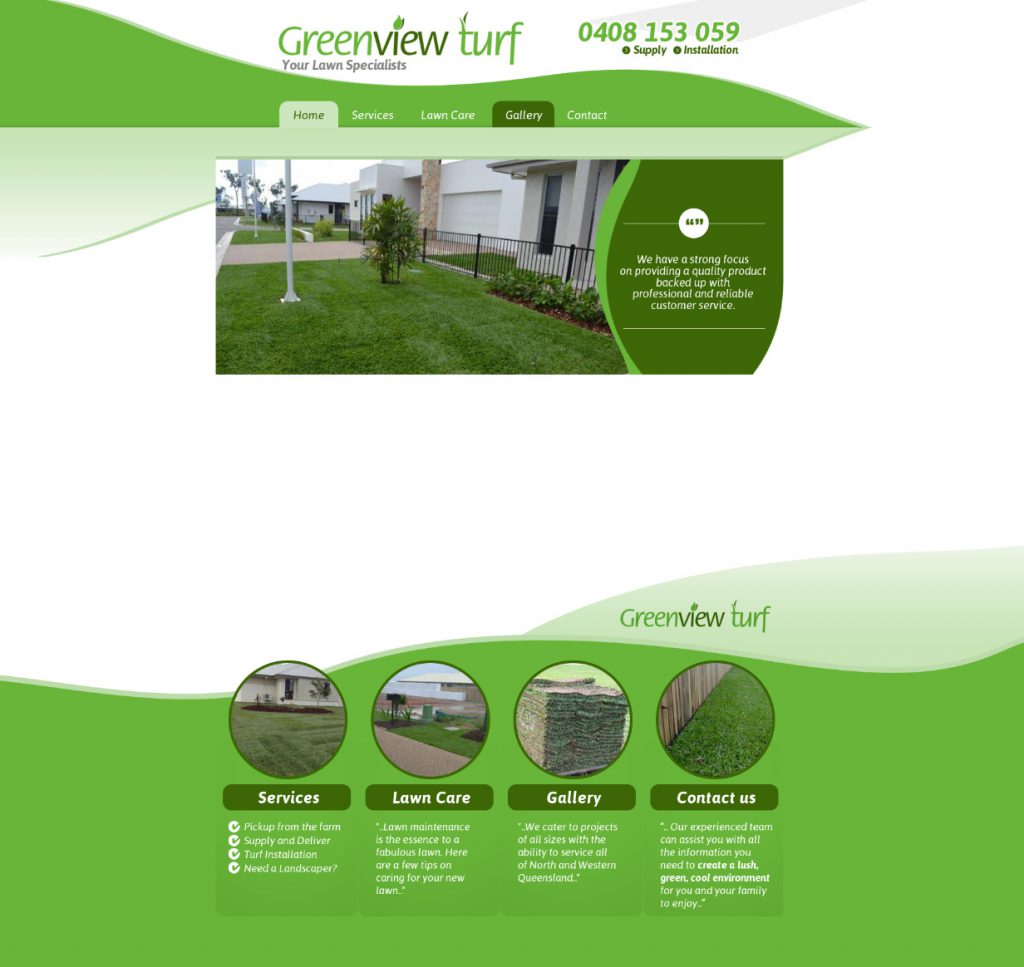 Greenview turf
Your Lawn Specialists
0408 153 059
Supply Installation
Home Services Lawn Care Gallery Contact
“”
We have a strong focus
on providing a quality product
backed up with
professional and reliable
customer service.
Greenview turf
Services
Pickup from the farm
Supply and Deliver
Turf Installation
Need a Landscaper?
Lawn Care
"..Lawn maintenance
is the essence to a
fabulous lawn. Here
are a few tips on
caring for your new
lawn.."
Gallery
"..We cater to projects
of all sizes with the
ability to service all
of North and Western
Queensland.."
Contact us
".. Our experienced team
can assist you with all
the information you
need to create a lush,
green, cool environment
for you and your family
to enjoy.."